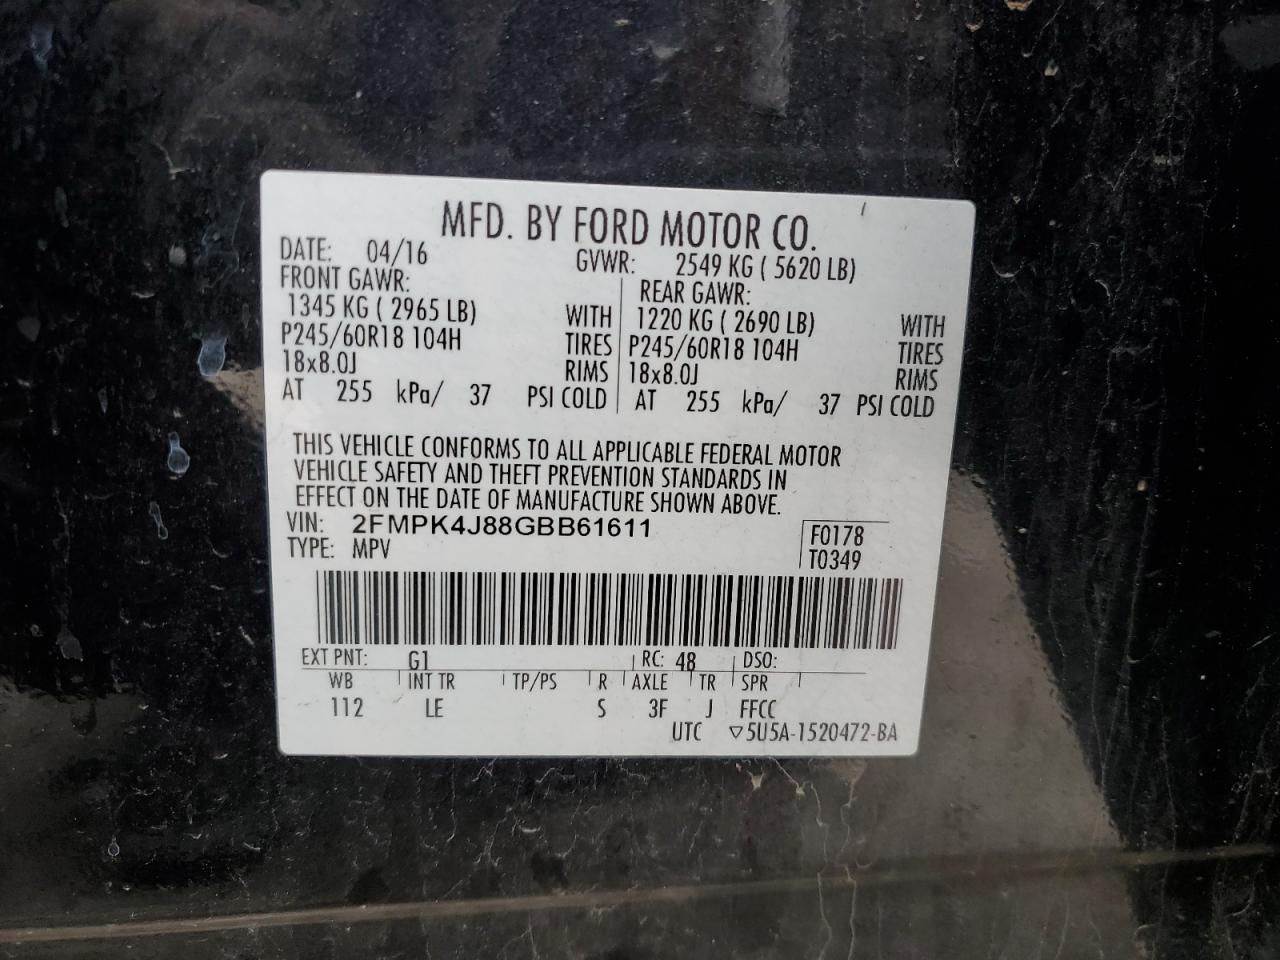 MFD. BY FORD MOTOR CO.
DATE: 04/16 GVWR: 2549 KG ( 5620 LB)
FRONT GAWR: REAR GAWR:
1345 KG ( 2965 LB) WITH 1220 KG ( 2690 LB) WITH
P245/60R18 104H TIRES P245/60R18 104H TIRES
18x8.0J RIMS 18x8.0J RIMS
AT 255 kPa/ 37 PSI COLD AT 255 kPa/ 37 PSI COLD
THIS VEHICLE CONFORMS TO ALL APPLICABLE FEDERAL MOTOR
VEHICLE SAFETY AND THEFT PREVENTION STANDARDS IN
EFFECT ON THE DATE OF MANUFACTURE SHOWN ABOVE.
VIN: 2FMPK4J88GBB61611 F0178
TYPE: MPV T0349
EXT PNT: G1 RC: 48 DSO:
WB INT TR TP/PS R AXLE TR SPR
112 LE S 3F J FFCC
UTC ▽5U5A-1520472-BA